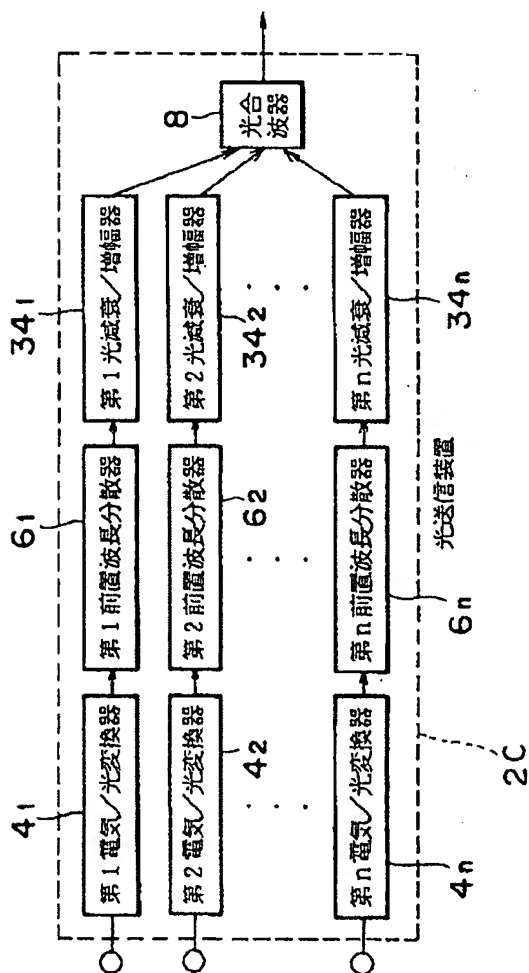 4₁
6₁
34₁
8
第1電気/光変換器
第1前置波長分散器
第1光減衰/増幅器
光合
波器
第2電気/光変換器
第2前置波長分散器
第2光減衰/増幅器
4₂
6₂
34₂
· · ·
· · ·
· · ·
第n電気/光変換器
第n前置波長分散器
第n光減衰/増幅器
4n
6n
34n
2C
光送信装置